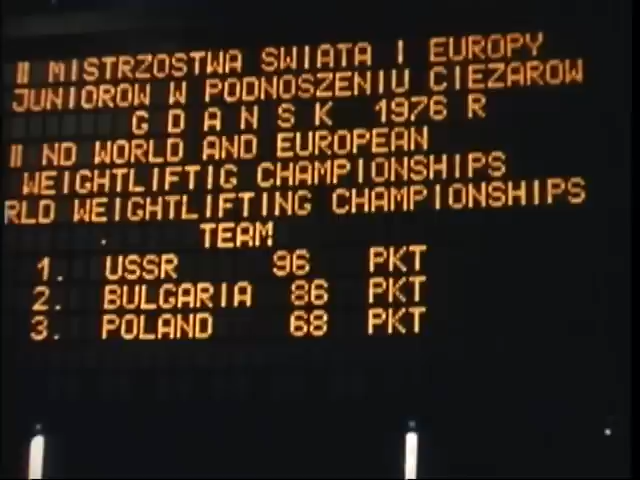 II MISTRZOSTWA SWIATA I EUROPY
JUNIOROW W PODNOSZENIU CIEZAROW
G D A N S K 1976 R
II ND WORLD AND EUROPEAN
WEIGHTLIFTIG CHAMPIONSHIPS
RLD WEIGHTLIFTING CHAMPIONSHIPS
TEAM
1. USSR 96 PKT
2. BULGARIA 86 PKT
3. POLAND 68 PKT